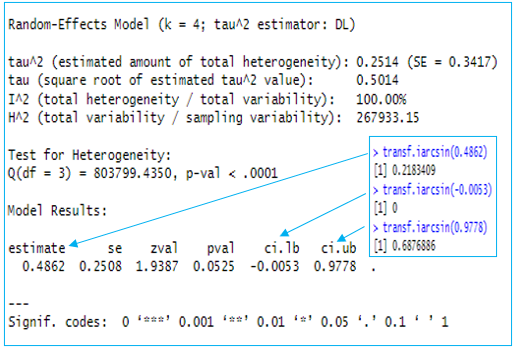 Random-Effects Model (k = 4; tau^2 estimator: DL)
tau^2 (estimated amount of total heterogeneity): 0.2514 (SE = 0.3417)
tau (square root of estimated tau^2 value): 0.5014
I^2 (total heterogeneity / total variability): 100.00%
H^2 (total variability / sampling variability): 267933.15
Test for Heterogeneity:
Q(df = 3) = 803799.4350, p-val < .0001
> transf.iarcsin(0.4862)
[1] 0.2183409
> transf.iarcsin(-0.0053)
[1] 0
> transf.iarcsin(0.9778)
[1] 0.6876886
Model Results:
estimate se zval pval ci.lb ci.ub
0.4862 0.2508 1.9387 0.0525 -0.0053 0.9778 .
---
Signif. codes: 0 ‘***’ 0.001 ‘**’ 0.01 ‘*’ 0.05 ‘.’ 0.1 ‘ ’ 1